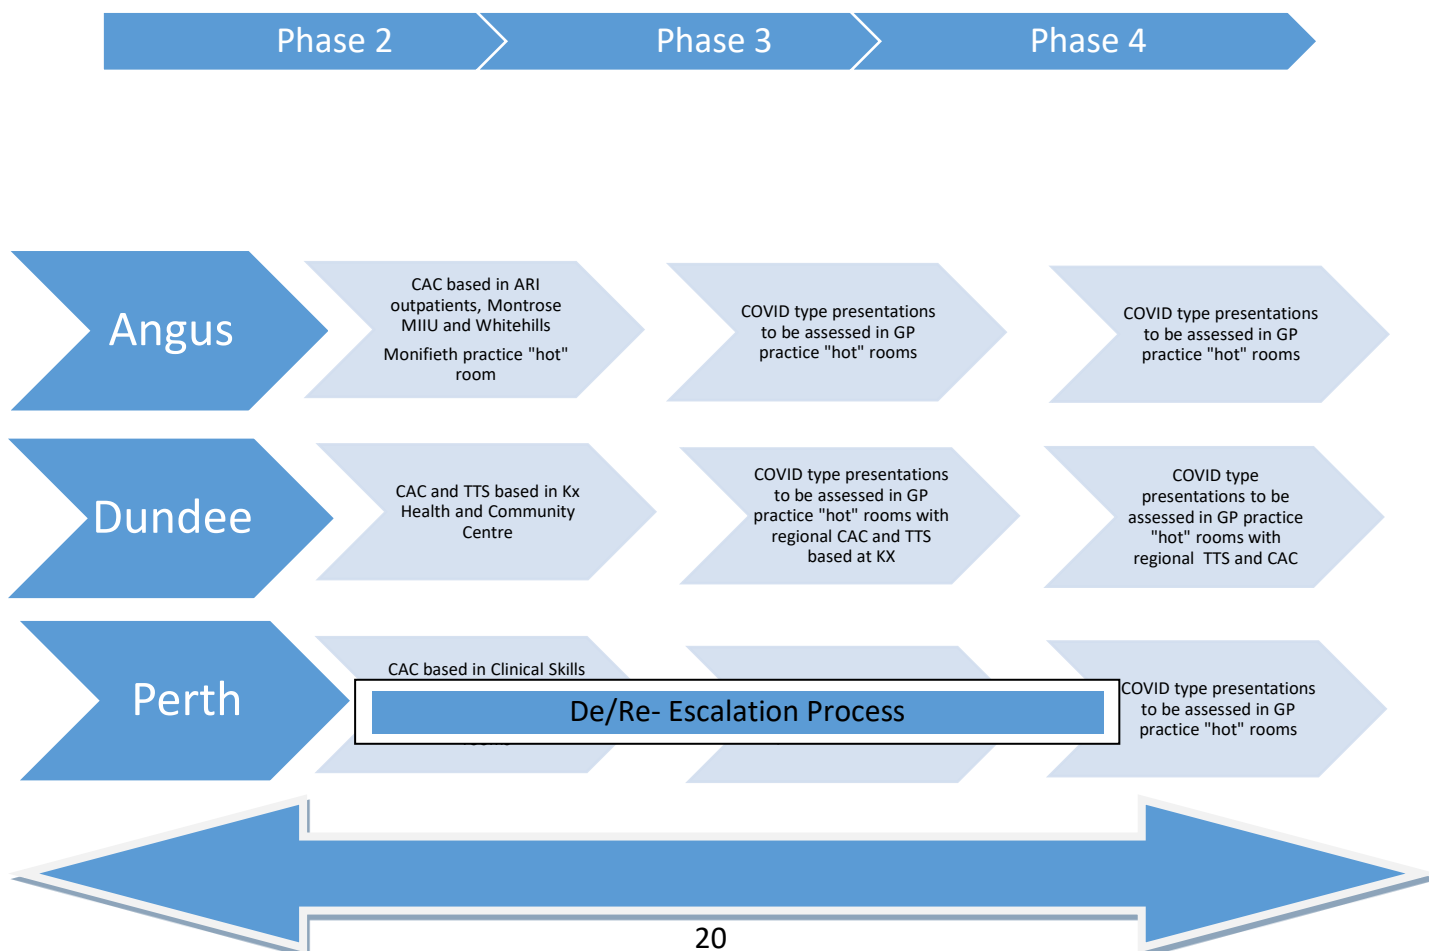 Phase 2
Phase 3
Phase 4
Angus
CAC based in ARI
outpatients, Montrose
MIIU and Whitehills
Monifieth practice "hot"
room
COVID type presentations
to be assessed in GP
practice "hot" rooms
COVID type presentations
to be assessed in GP
practice "hot" rooms
Dundee
CAC and TTS based in Kx
Health and Community
Centre
COVID type presentations
to be assessed in GP
practice "hot" rooms with
regional CAC and TTS
based at KX
COVID type
presentations to be
assessed in GP practice
"hot" rooms with
regional TTS and CAC
Perth
CAC based in Clinical Skills
De/Re- Escalation Process
COVID type presentations
to be assessed in GP
practice "hot" rooms
20